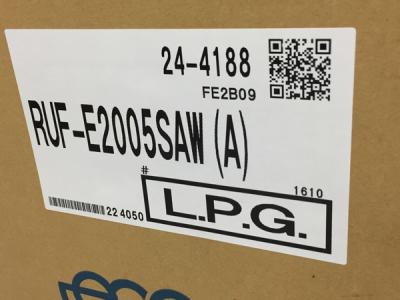 24-4188
FE2B09
RUF-E2005SAW (A)
#
1610
22 4050
L.P.G.